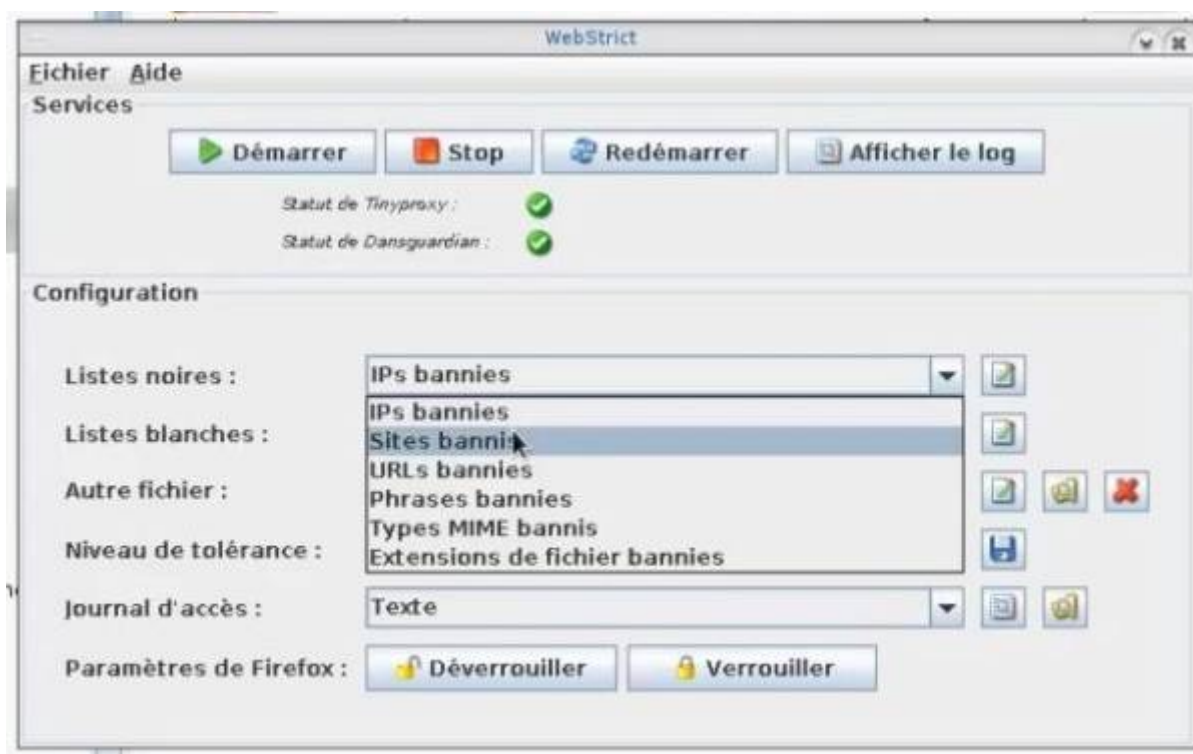 WebStrict
Fichier Aide
Services
Démarrer Stop Redémarrer Afficher le log
Statut de Tinyproxy :
Statut de Dansguardian :
Configuration
Listes noires : IPs bannies
IPs bannies
Listes blanches : Sites bannis
URLs bannies
Autre fichier : Phrases bannies
Types MIME bannis
Niveau de tolérance : Extensions de fichier bannies
Journal d'accès : Texte
Paramètres de Firefox : Déverrouiller Verrouiller